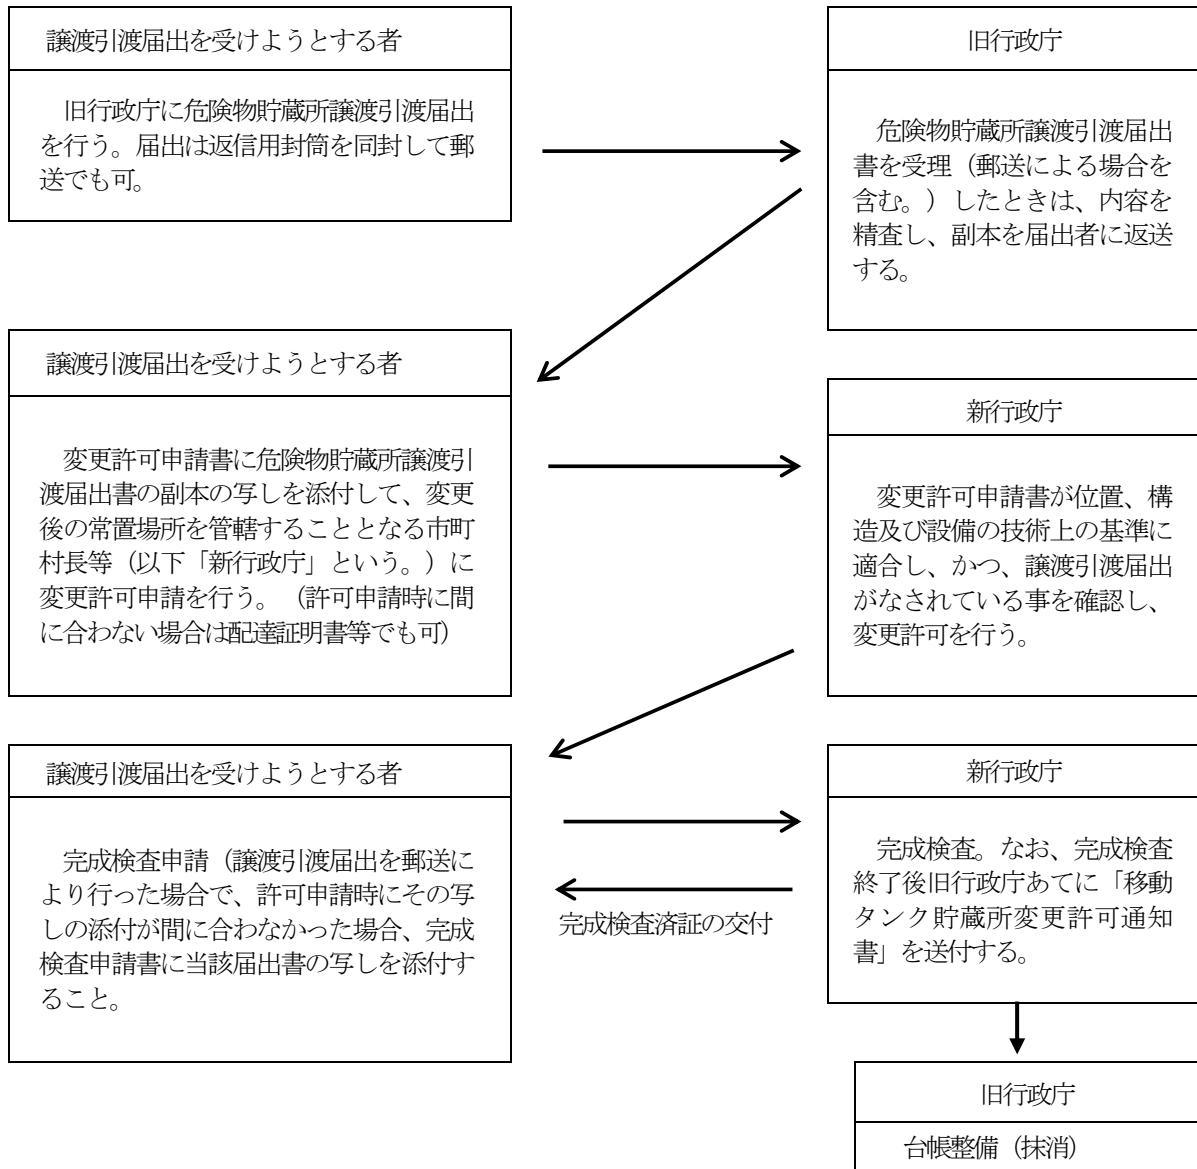 譲渡引渡届出を受けようとする者
旧行政庁に危険物貯蔵所譲渡引渡届出
を行う。届出は返信用封筒を同封して郵
送でも可。
旧行政庁
危険物貯蔵所譲渡引渡届出
書を受理（郵送による場合を
含む。）したときは、内容を
精査し、副本を届出者に返送
する。
譲渡引渡届出を受けようとする者
変更許可申請書に危険物貯蔵所譲渡引
渡届出書の副本の写しを添付して、変更
後の常置場所を管轄することとなる市町
村長等（以下「新行政庁」という。）に
変更許可申請を行う。（許可申請時に間
に合わない場合は配達証明書等でも可）
新行政庁
変更許可申請書が位置、構
造及び設備の技術上の基準に
適合し、かつ、譲渡引渡届出
がなされている事を確認し、
変更許可を行う。
譲渡引渡届出を受けようとする者
完成検査申請（譲渡引渡届出を郵送に
より行った場合で、許可申請時にその写
しの添付が間に合わなかった場合、完成
検査申請書に当該届出書の写しを添付す
ること。
完成検査済証の交付
新行政庁
完成検査。なお、完成検査
終了後旧行政庁あてに「移動
タンク貯蔵所変更許可通知
書」を送付する。
旧行政庁
台帳整備（抹消）